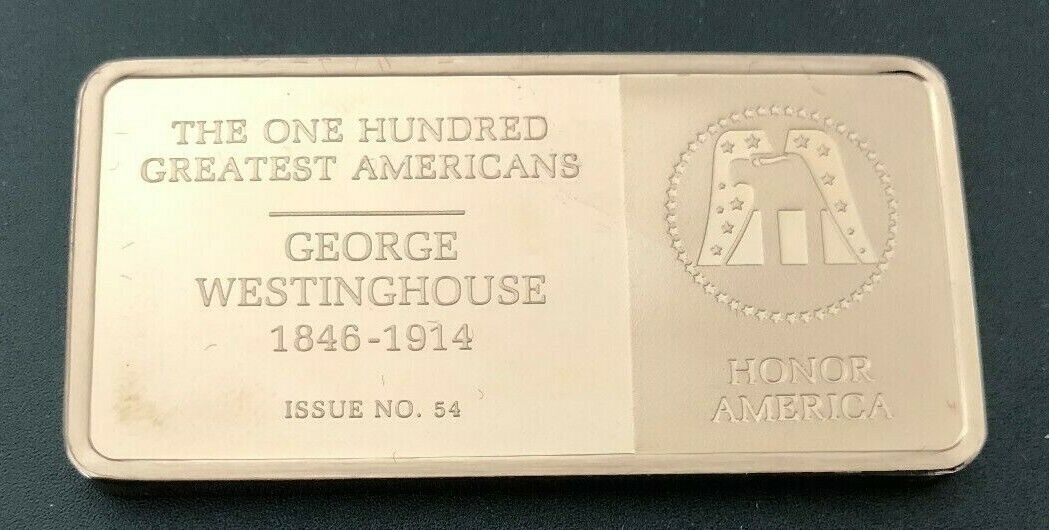 THE ONE HUNDRED
GREATEST AMERICANS
GEORGE
WESTINGHOUSE
1846-1914
ISSUE NO. 54
HONOR
AMERICA